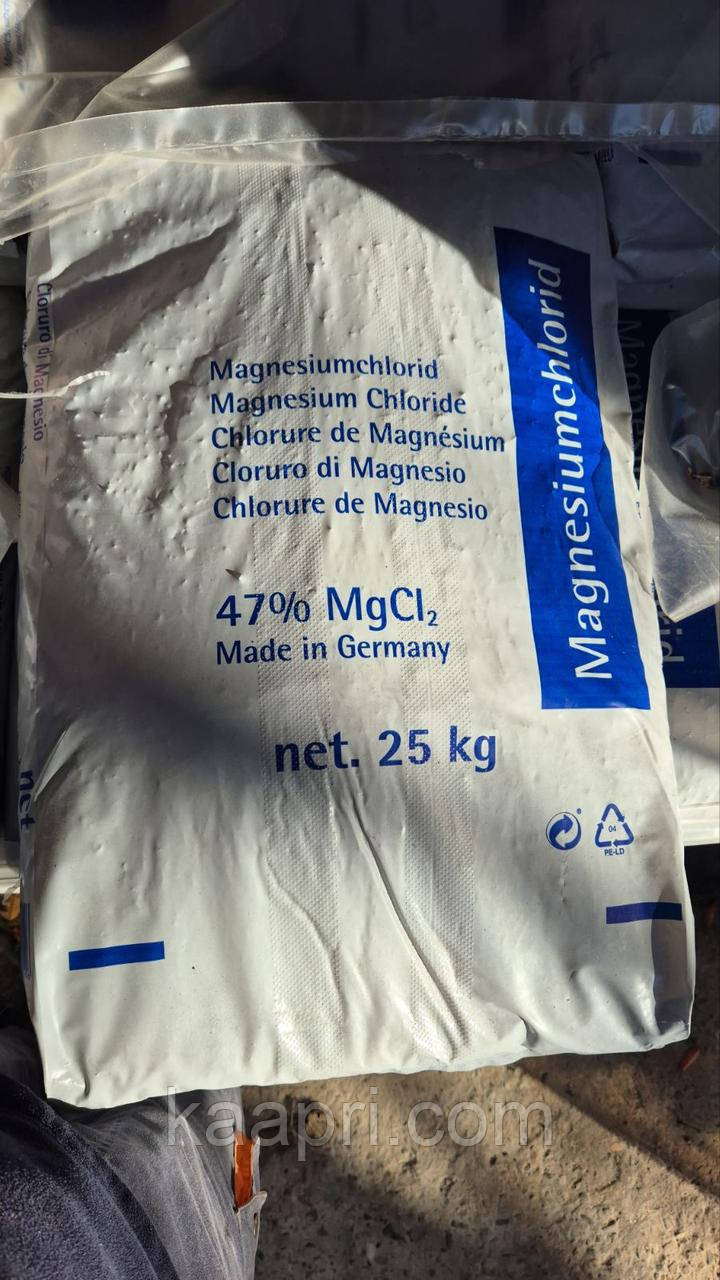 Magnesiumchlorid
Magnesium Chloride
Chlorure de Magnésium
Cloruro di Magnesio
Chlorure de Magnesio
47% MgCl₂
Made in Germany
net. 25 kg
Magnesiumchlorid
Cloruro di Magnesio
net
04
PE-LD
kaapri.com